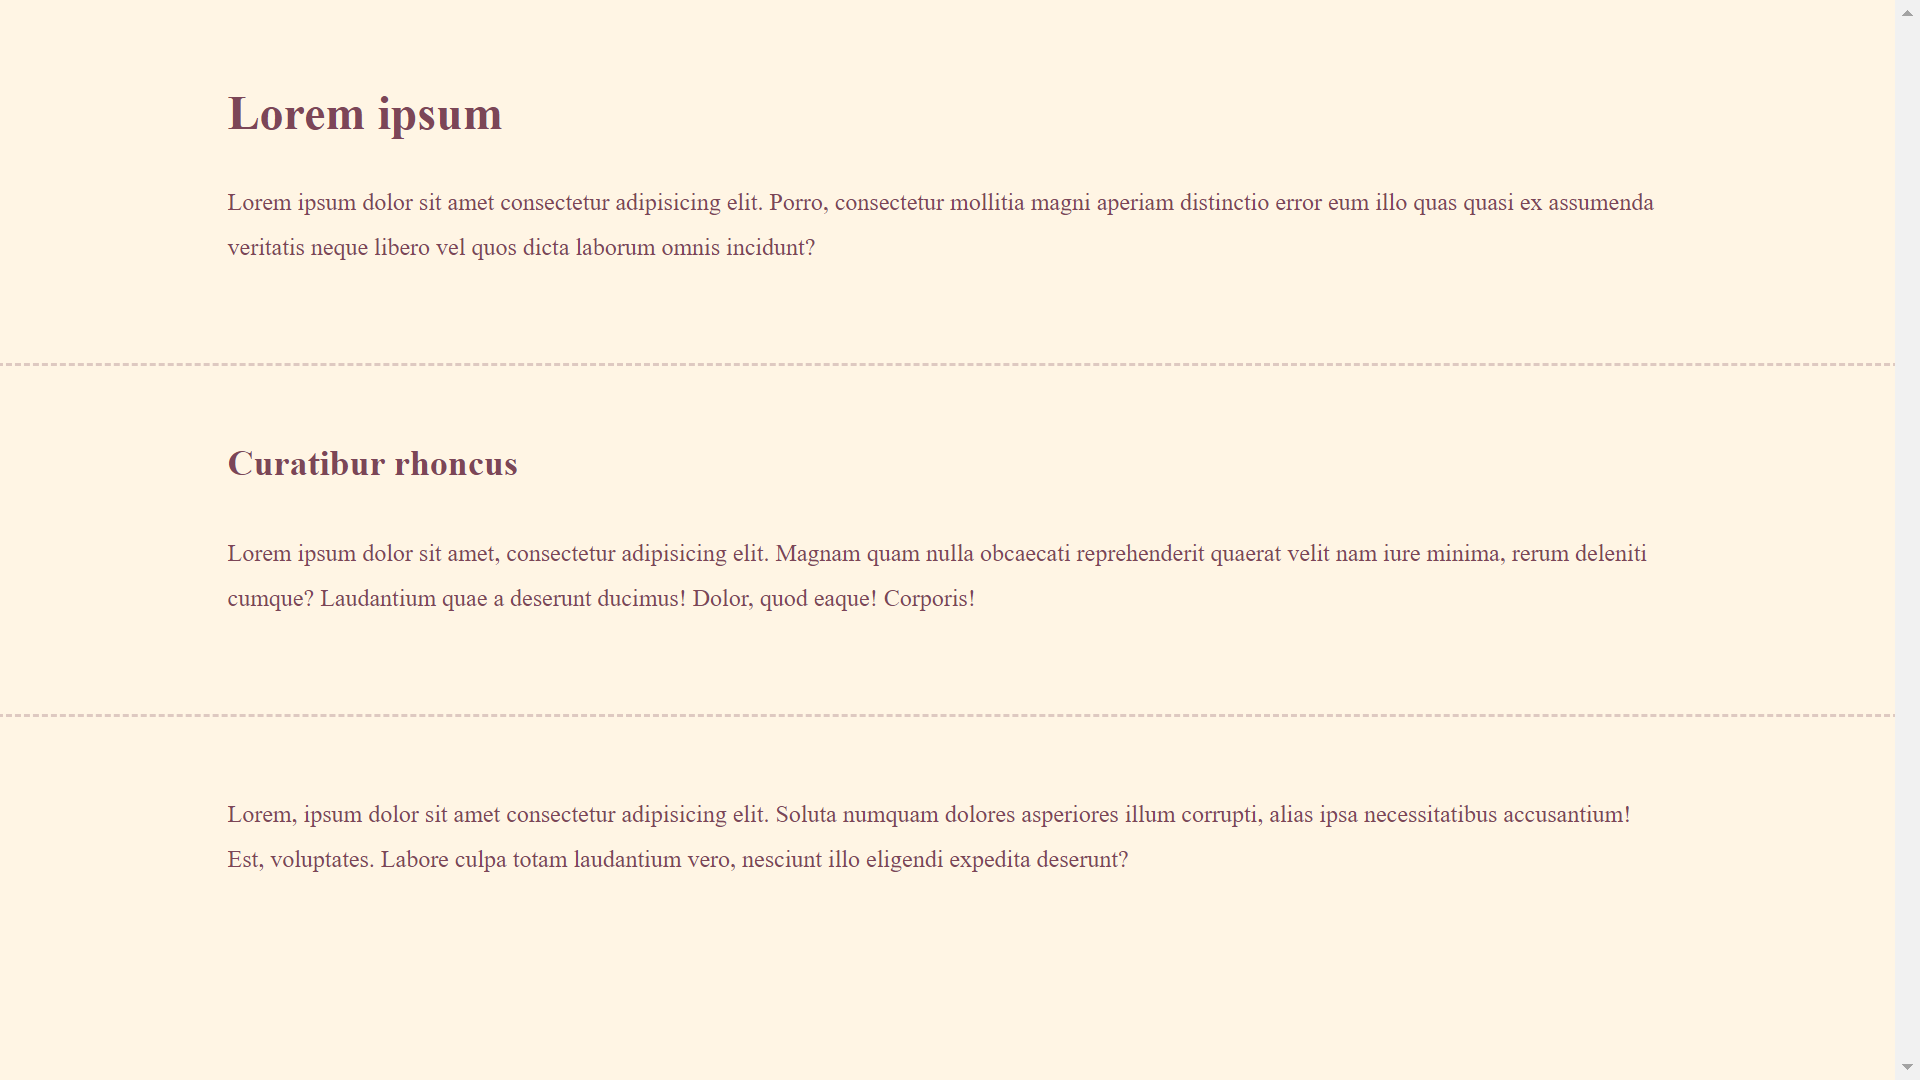 Lorem ipsum
Lorem ipsum dolor sit amet consectetur adipisicing elit. Porro, consectetur mollitia magni aperiam distinctio error eum illo quas quasi ex assumenda
veritatis neque libero vel quos dicta laborum omnis incidunt?
Curatibur rhoncus
Lorem ipsum dolor sit amet, consectetur adipisicing elit. Magnam quam nulla obcaecati reprehenderit quaerat velit nam iure minima, rerum deleniti
cumque? Laudantium quae a deserunt ducimus! Dolor, quod eaque! Corporis!
Lorem, ipsum dolor sit amet consectetur adipisicing elit. Soluta numquam dolores asperiores illum corrupti, alias ipsa necessitatibus accusantium!
Est, voluptates. Labore culpa totam laudantium vero, nesciunt illo eligendi expedita deserunt?